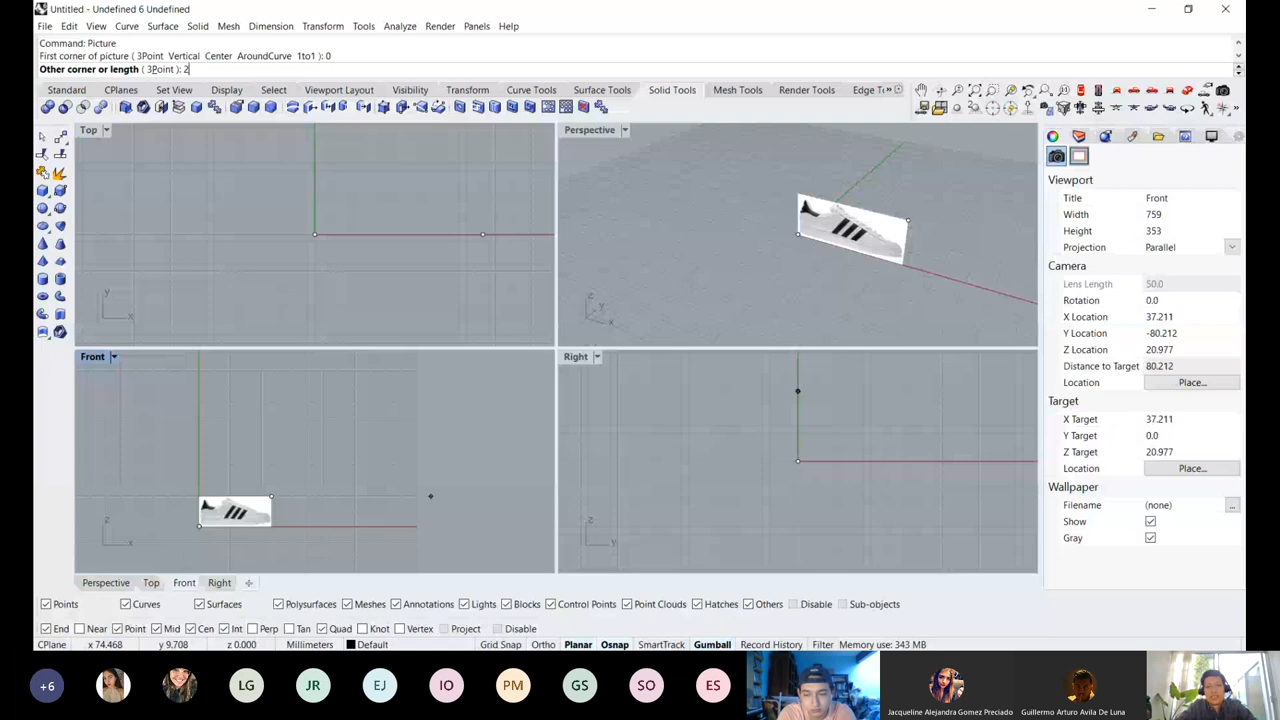 Untitled - Undefined 6 Undefined
File Edit View Curve Surface Solid Mesh Dimension Transform Tools Analyze Render Panels Help
Command: Picture
First corner of picture ( 3Point Vertical Center AroundCurve 1to1 ): 0
Other corner or length ( 3Point ): 2
Standard CPlanes Set View Display Select Viewport Layout Visibility Transform Curve Tools Surface Tools Solid Tools Mesh Tools Render Tools Edge T
Top
Perspective
y
x
z
y
x
Viewport
Title Front
Width 759
Height 353
Projection Parallel
Camera
Lens Length 50.0
Rotation 0.0
X Location 37.211
Y Location -80.212
Z Location 20.977
Distance to Target 80.212
Location Place...
Target
X Target 37.211
Y Target 0.0
Z Target 20.977
Location Place...
Wallpaper
Filename (none) ...
Show
Gray
Front
Right
z
x
z
y
Perspective Top Front Right
Points Curves Surfaces Polysurfaces Meshes Annotations Lights Blocks Control Points Point Clouds Hatches Others Disable Sub-objects
End Near Point Mid Cen Int Perp Tan Quad Knot Vertex Project Disable
CPlane x 74.468 y 9.708 z 0.000 Millimeters Default Grid Snap Ortho Planar Osnap SmartTrack Gumball Record History Filter Memory use: 343 MB
+6 LG JR EJ IO PM GS SO ES
Jacqueline Alejandra Gomez Preciado Guillermo Arturo Avila De Luna